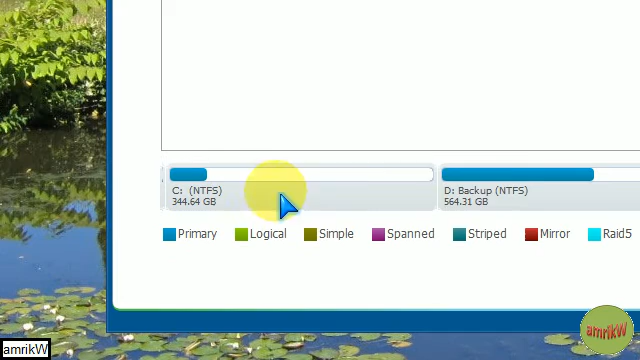 C: (NTFS)
344.64 GB
D: Backup (NTFS)
564.31 GB
Primary Logical Simple Spanned Striped Mirror Raid5
amrikW
amrikW